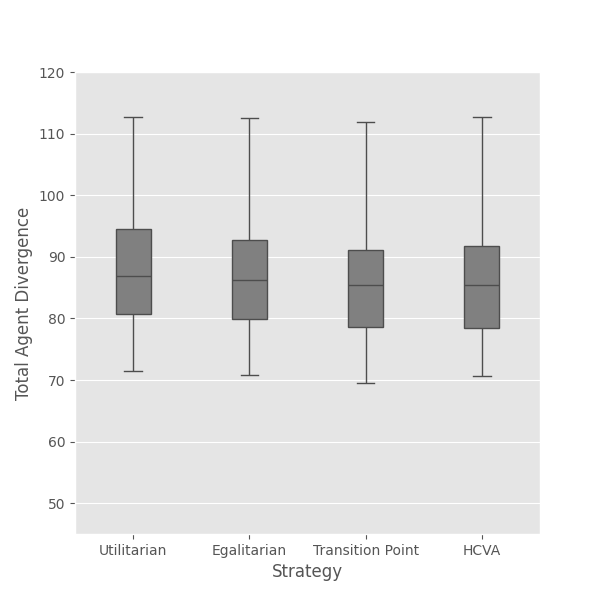 120
110
100
90
80
70
60
50
Total Agent Divergence
Utilitarian Egalitarian Transition Point HCVA
Strategy